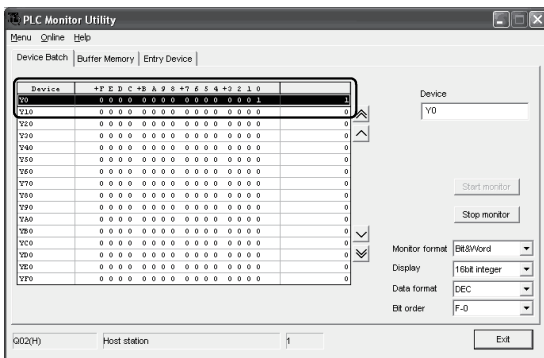 PLC Monitor Utility
Menu Online Help
Device Batch Buffer Memory Entry Device
Device +F E D C +B A 9 8 +7 6 5 4 +3 2 1 0
Y0 0 0 0 0 0 0 0 0 0 0 0 0 0 0 0 1 1
Y10 0 0 0 0 0 0 0 0 0 0 0 0 0 0 0 0 0
Y20 0 0 0 0 0 0 0 0 0 0 0 0 0 0 0 0 0
Y30 0 0 0 0 0 0 0 0 0 0 0 0 0 0 0 0 0
Y40 0 0 0 0 0 0 0 0 0 0 0 0 0 0 0 0 0
Y50 0 0 0 0 0 0 0 0 0 0 0 0 0 0 0 0 0
Y60 0 0 0 0 0 0 0 0 0 0 0 0 0 0 0 0 0
Y70 0 0 0 0 0 0 0 0 0 0 0 0 0 0 0 0 0
Y80 0 0 0 0 0 0 0 0 0 0 0 0 0 0 0 0 0
Y90 0 0 0 0 0 0 0 0 0 0 0 0 0 0 0 0 0
YA0 0 0 0 0 0 0 0 0 0 0 0 0 0 0 0 0 0
YB0 0 0 0 0 0 0 0 0 0 0 0 0 0 0 0 0 0
YC0 0 0 0 0 0 0 0 0 0 0 0 0 0 0 0 0 0
YD0 0 0 0 0 0 0 0 0 0 0 0 0 0 0 0 0 0
YE0 0 0 0 0 0 0 0 0 0 0 0 0 0 0 0 0 0
YF0 0 0 0 0 0 0 0 0 0 0 0 0 0 0 0 0 0
Device
Y0
Start monitor
Stop monitor
Monitor format Bit&Word
Display 16bit integer
Data format DEC
Bit order F-0
Q02(H) Host station 1 Exit